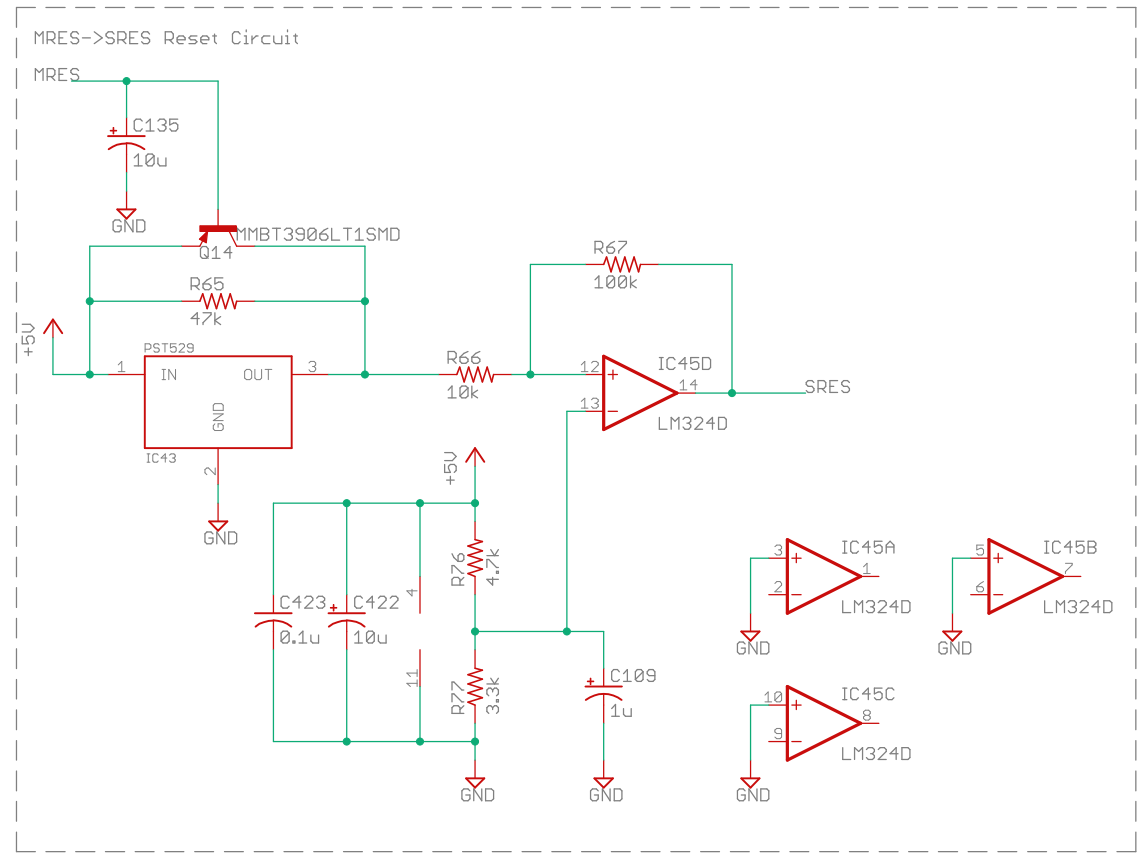 MRES->SRES Reset Circuit
MRES
C135
10u
GND
MMBT3906LT1SMD
Q14
R65
47k
+5V
PST529
1
IN
OUT
3
GND
IC43
2
GND
R66
10k
R67
100k
12
13
IC45D
14
LM324D
SRES
+5V
C423
0.1u
C422
10u
4
11
R76
4.7k
R77
3.3k
GND
C109
1u
GND
3
2
IC45A
1
LM324D
GND
5
6
IC45B
7
LM324D
GND
10
9
IC45C
8
LM324D
GND